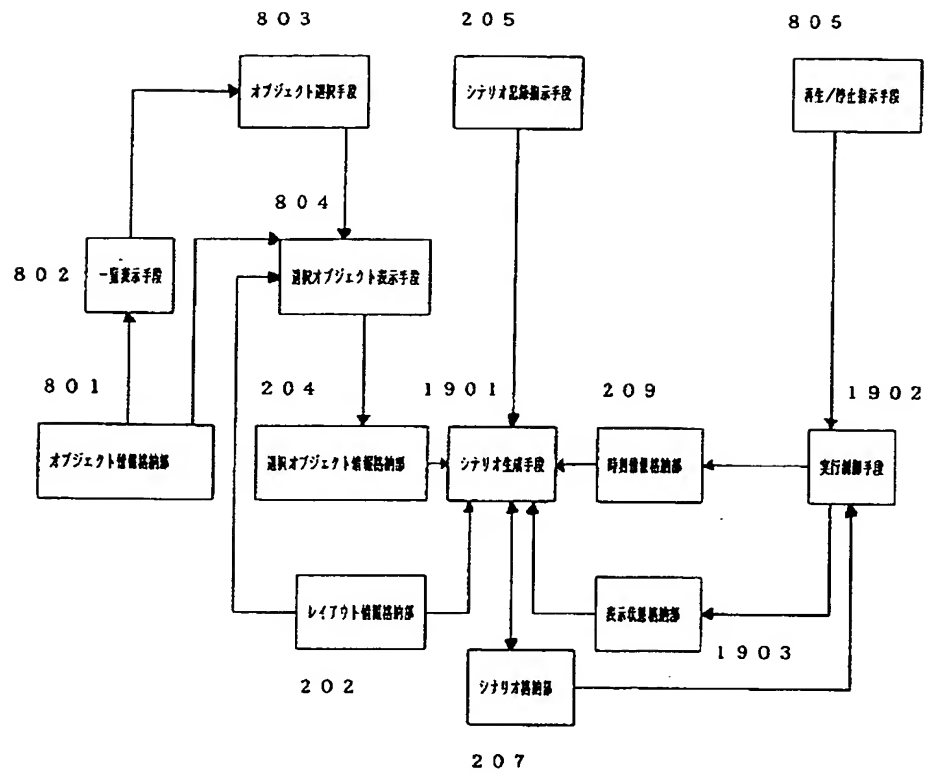 ８０３
２０５
８０５
オブジェクト選択手段
シナリオ記録指示手段
再生／停止指示手段
８０４
８０２
一覧表示手段
選択オブジェクト表示手段
８０１
２０４
１９０１
２０９
１９０２
オブジェクト情報格納部
選択オブジェクト情報格納部
シナリオ生成手段
時刻情報格納部
実行制御手段
レイアウト情報格納部
表示状態格納部
１９０３
２０２
シナリオ格納部
２０７